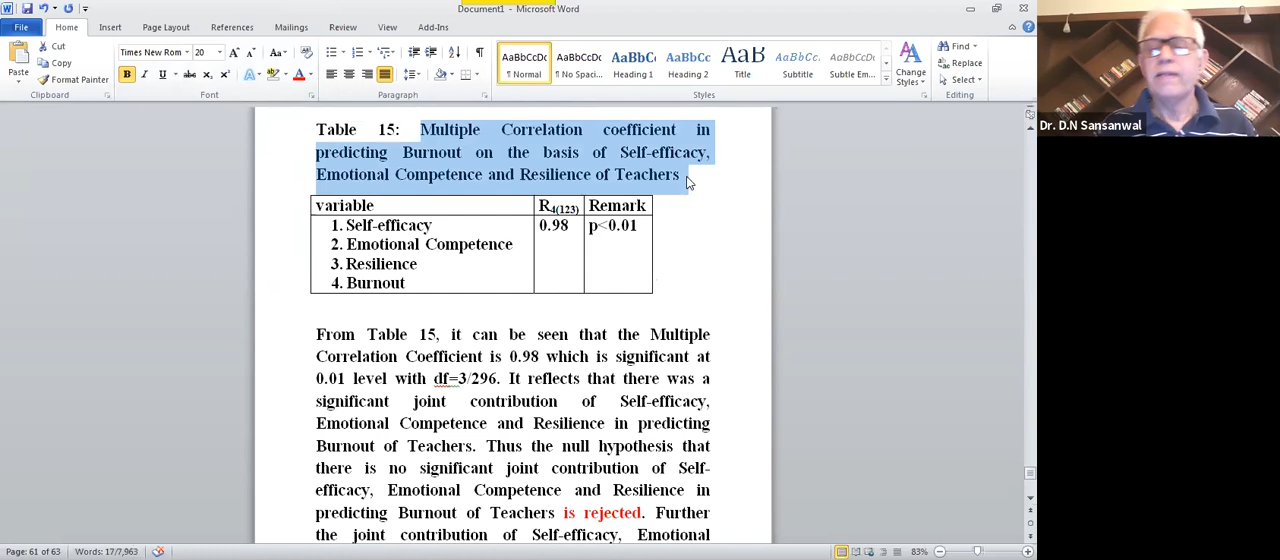 Document1 - Microsoft Word
File Home Insert Page Layout References Mailings Review View Add-Ins
Cut
Copy
Format Painter
Paste
Clipboard
Times New Rom 20
Font
Paragraph
AaBbCcDc
¶ Normal
AaBbCcDc
¶ No Spaci...
AaBbC
Heading 1
AaBbCc
Heading 2
AaB
Title
AaBbCc.
Subtitle
AaBbCcDc
Subtle Em...
Change Styles
Styles
Find
Replace
Select
Editing
Dr. D.N Sansanwal
Table 15: Multiple Correlation coefficient in
predicting Burnout on the basis of Self-efficacy,
Emotional Competence and Resilience of Teachers
variable R4(123) Remark
1. Self-efficacy 0.98 p<0.01
2. Emotional Competence
3. Resilience
4. Burnout
From Table 15, it can be seen that the Multiple
Correlation Coefficient is 0.98 which is significant at
0.01 level with df=3/296. It reflects that there was a
significant joint contribution of Self-efficacy,
Emotional Competence and Resilience in predicting
Burnout of Teachers. Thus the null hypothesis that
there is no significant joint contribution of Self-
efficacy, Emotional Competence and Resilience in
predicting Burnout of Teachers is rejected. Further
the joint contribution of Self-efficacy, Emotional
Page: 61 of 63 Words: 17/7,963 83%